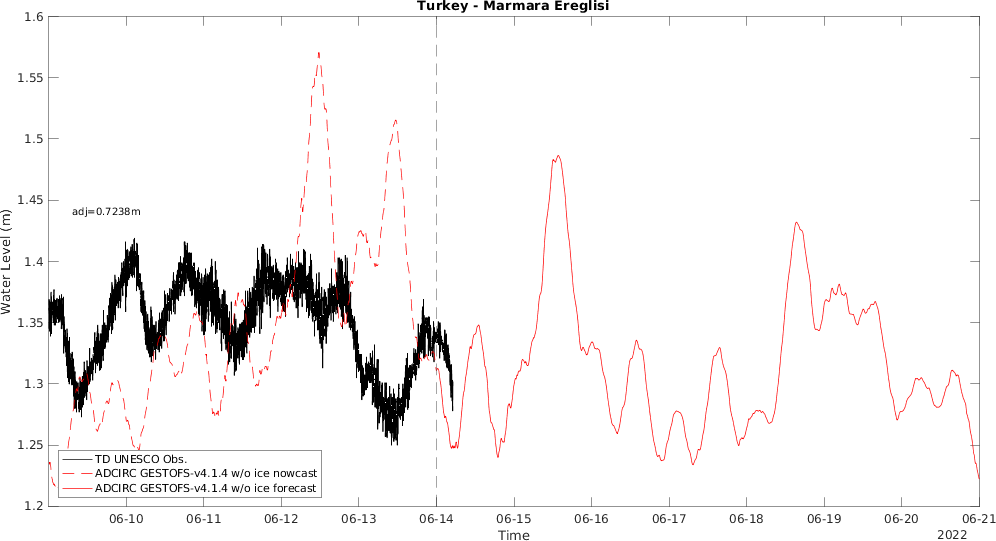 Turkey - Marmara Ereglisi
1.6
1.55
1.5
1.45
1.4
1.35
1.3
1.25
1.2
Water Level (m)
adj=0.7238m
TD UNESCO Obs.
ADCIRC GESTOFS-v4.1.4 w/o ice nowcast
ADCIRC GESTOFS-v4.1.4 w/o ice forecast
06-10 06-11 06-12 06-13 06-14 06-15 06-16 06-17 06-18 06-19 06-20 06-21
Time
2022